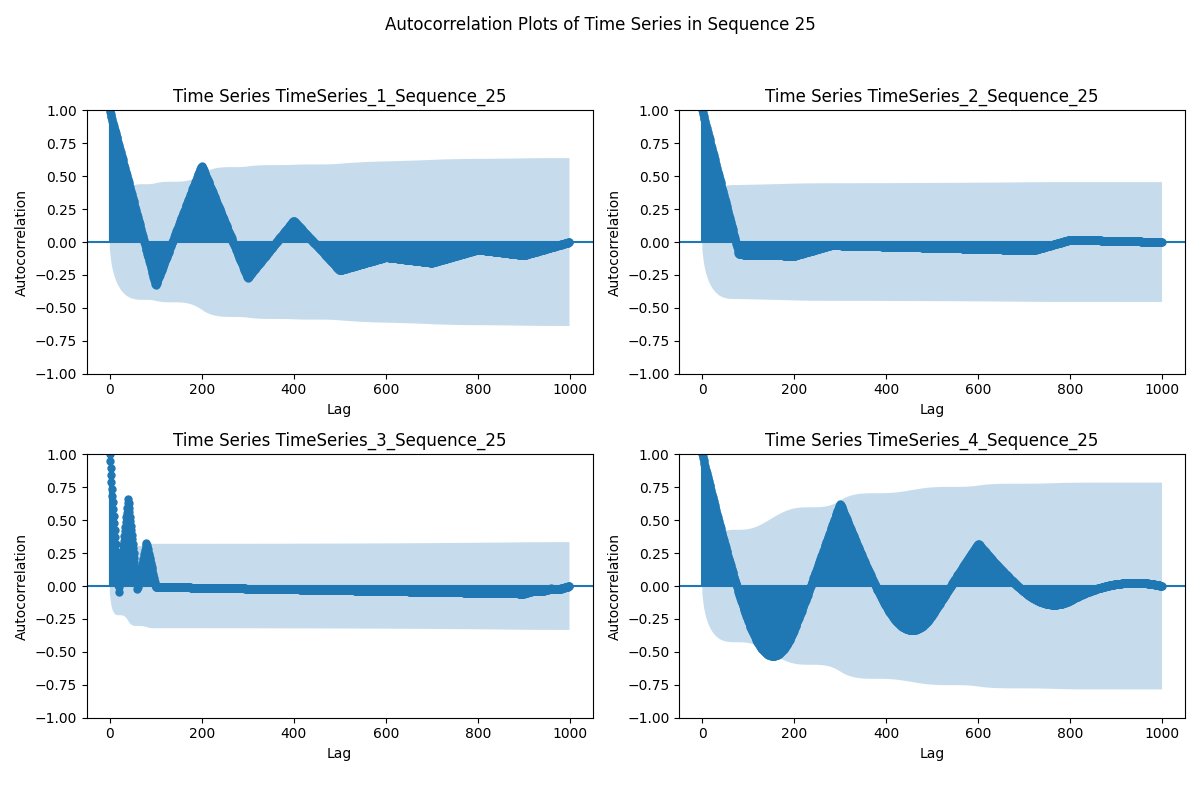 Autocorrelation Plots of Time Series in Sequence 25
Time Series TimeSeries_1_Sequence_25
1.00
0.75
0.50
0.25
0.00
−0.25
−0.50
−0.75
−1.00
Autocorrelation
0 200 400 600 800 1000
Lag
Time Series TimeSeries_2_Sequence_25
1.00
0.75
0.50
0.25
0.00
−0.25
−0.50
−0.75
−1.00
Autocorrelation
0 200 400 600 800 1000
Lag
Time Series TimeSeries_3_Sequence_25
1.00
0.75
0.50
0.25
0.00
−0.25
−0.50
−0.75
−1.00
Autocorrelation
0 200 400 600 800 1000
Lag
Time Series TimeSeries_4_Sequence_25
1.00
0.75
0.50
0.25
0.00
−0.25
−0.50
−0.75
−1.00
Autocorrelation
0 200 400 600 800 1000
Lag